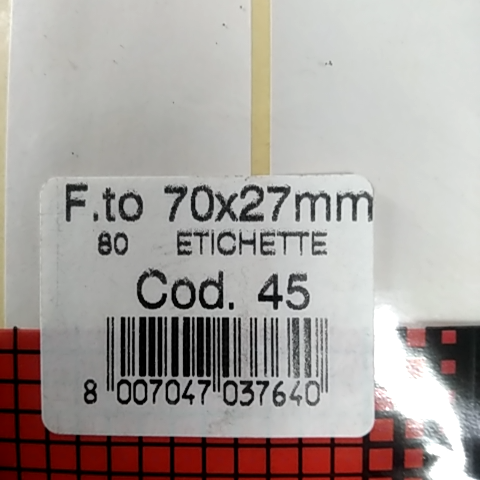 F.to 70x27mm
80 ETICHETTE
Cod. 45
8 007047 037640